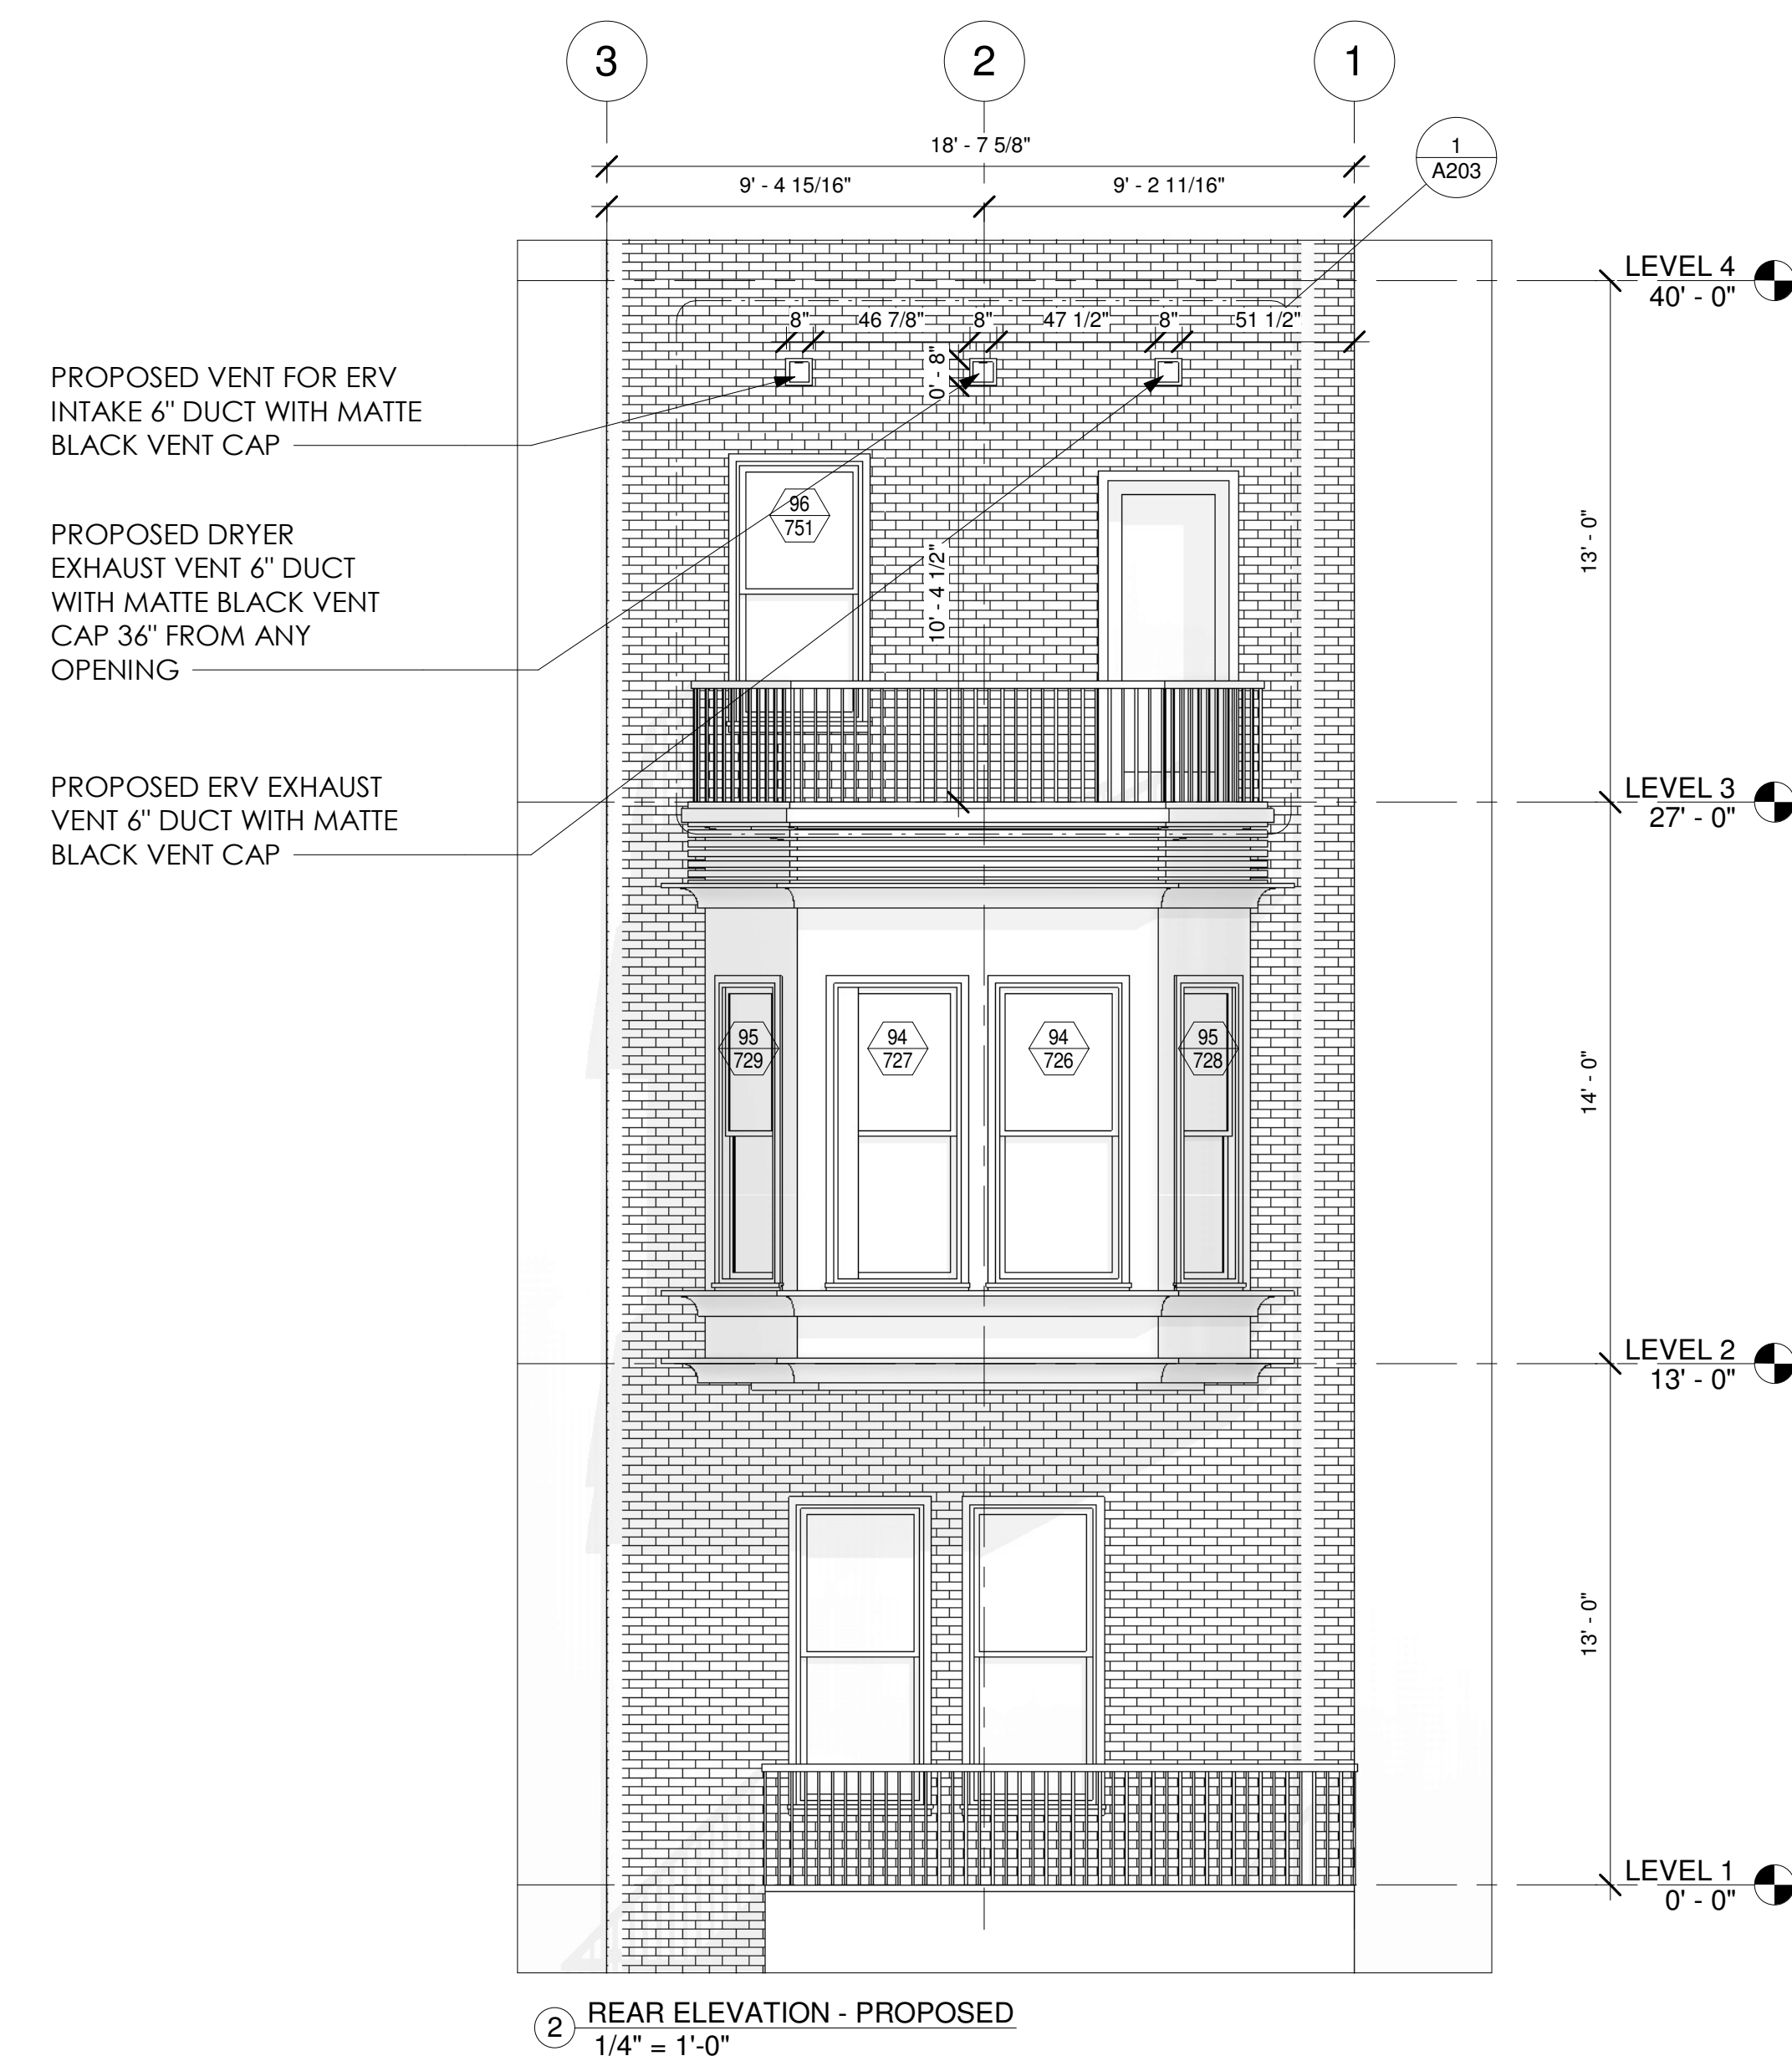 3
2
1
18' - 7 5/8"
1
A203
9' - 4 15/16"
9' - 2 11/16"
LEVEL 4
40' - 0"
8"
46 7/8"
8"
47 1/2"
8"
51 1/2"
0' - 8"
PROPOSED VENT FOR ERV
INTAKE 6" DUCT WITH MATTE
BLACK VENT CAP
96
751
PROPOSED DRYER
EXHAUST VENT 6" DUCT
WITH MATTE BLACK VENT
CAP 36" FROM ANY
OPENING
10' - 4 1/2"
13' - 0"
PROPOSED ERV EXHAUST
VENT 6" DUCT WITH MATTE
BLACK VENT CAP
LEVEL 3
27' - 0"
95
729
94
727
94
726
95
728
14' - 0"
LEVEL 2
13' - 0"
13' - 0"
LEVEL 1
0' - 0"
2
REAR ELEVATION - PROPOSED
1/4" = 1'-0"